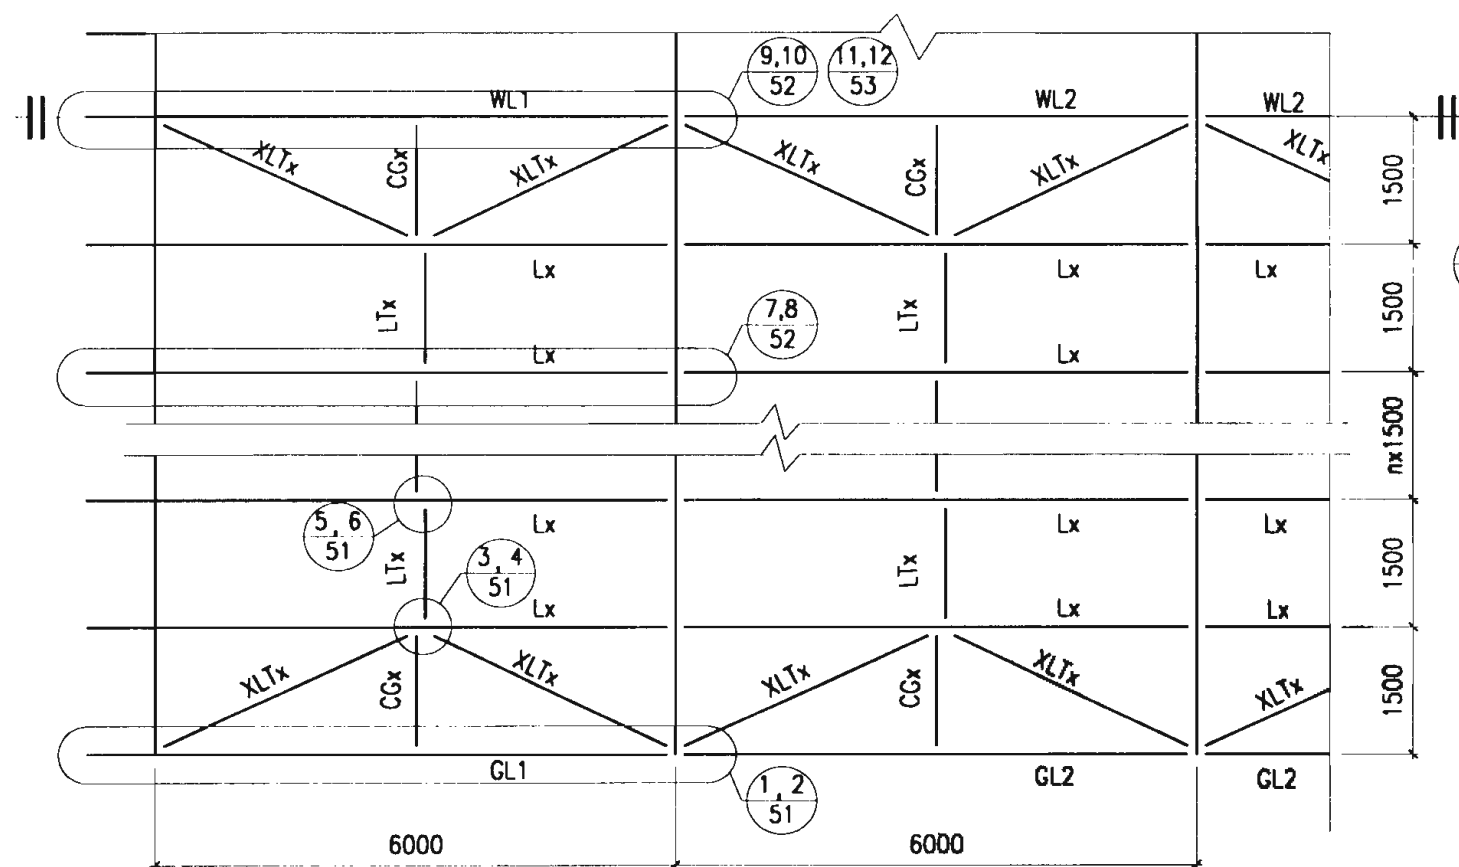 9,10
52
11,12
53
WL1
WL2
WL2
XLTx
CGx
XLTx
XLTx
CGx
XLTx
XLTx
1500
Lx
Lx
Lx
LTx
LTx
1500
7,8
52
Lx
Lx
nx1500
5, 6
51
Lx
Lx
Lx
LTx
3, 4
51
LTx
1500
Lx
Lx
Lx
XLTx
CGx
XLTx
XLTx
CGx
XLTx
XLTx
1500
GL1
GL2
GL2
1, 2
51
6000
6000